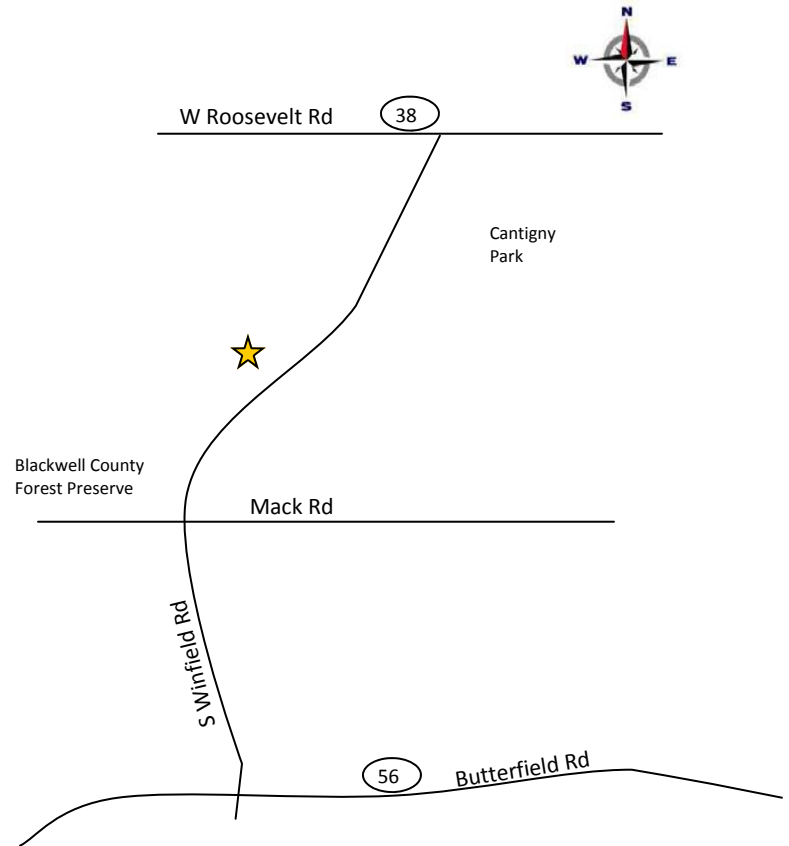 N
W E
S
W Roosevelt Rd 38
Cantigny
Park
Blackwell County
Forest Preserve
Mack Rd
S Winfield Rd
56 Butterfield Rd